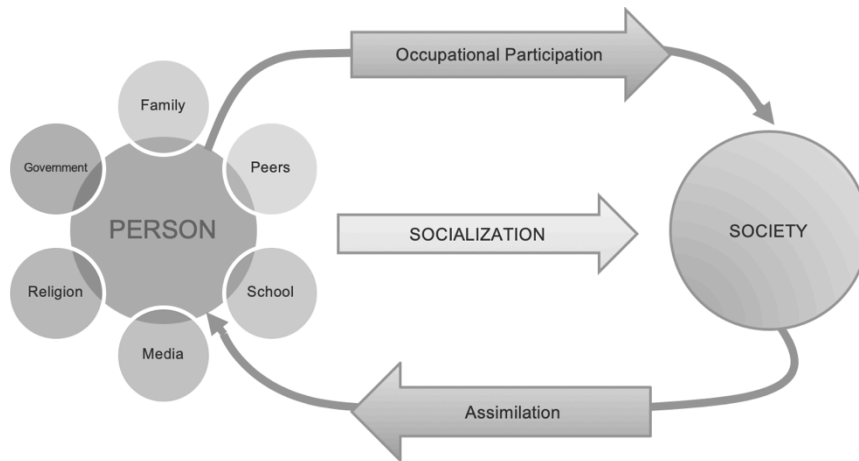 Occupational Participation
Family
Government
Peers
PERSON
SOCIALIZATION
SOCIETY
Religion
School
Media
Assimilation